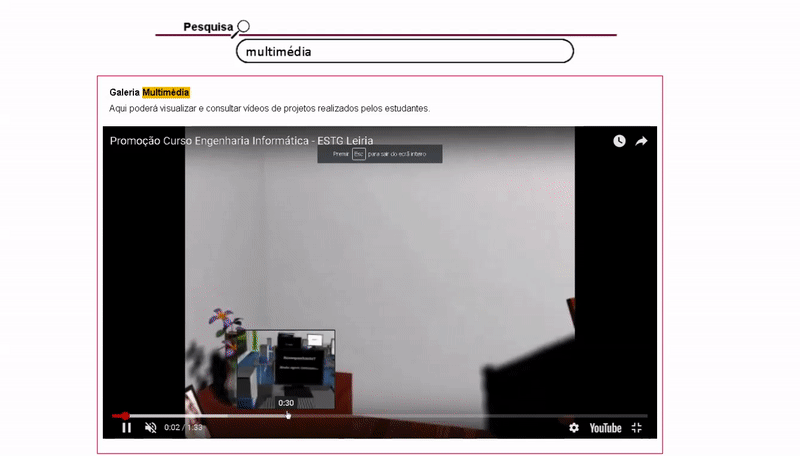 Pesquisa
multimédia
Galeria Multimédia
Aqui poderá visualizar e consultar vídeos de projetos realizados pelos estudantes.
Promoção Curso Engenharia Informática - ESTG Leiria
Premir Esc para sair do ecrã inteiro
0:30
0:02 / 1:33
YouTube